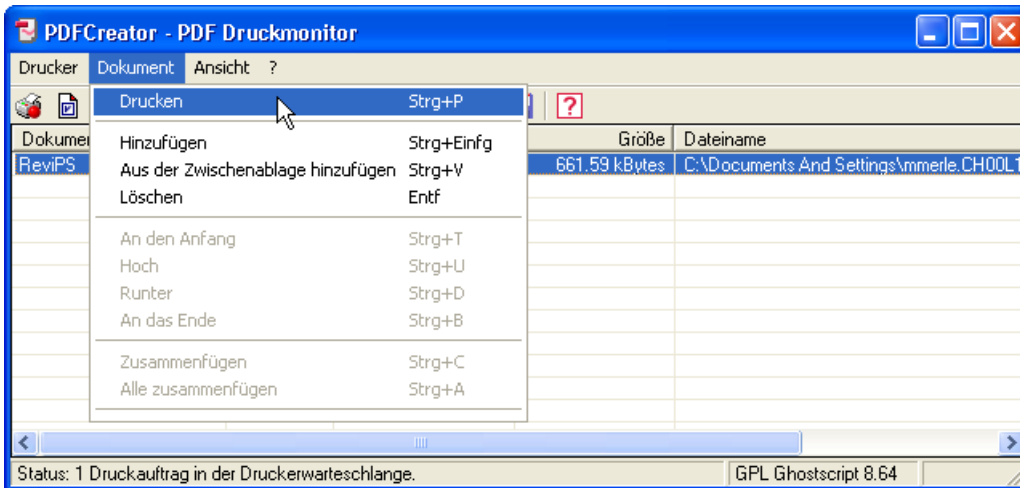 PDFCreator - PDF Druckmonitor
Drucker Dokument Ansicht ?
Drucken Strg+P
Hinzufügen Strg+Einfg
Aus der Zwischenablage hinzufügen Strg+V
Löschen Entf
An den Anfang Strg+T
Hoch Strg+U
Runter Strg+D
An das Ende Strg+B
Zusammenfügen Strg+C
Alle zusammenfügen Strg+A
Größe Dateiname
ReviPS 661.59 kBytes C:\Documents And Settings\mmerle.CH00L1
Status: 1 Druckauftrag in der Druckerwarteschlange. GPL Ghostscript 8.64